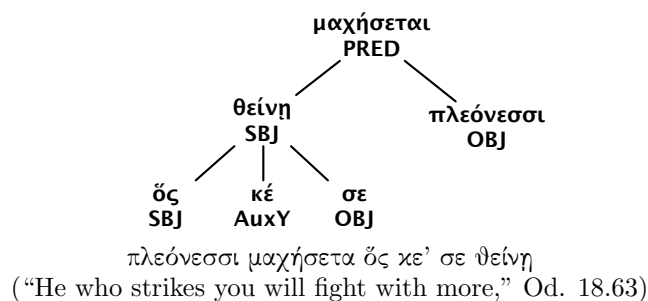 μαχήσεται
PRED
θείνῃ
SBJ
πλεόνεσσι
OBJ
ὅς κέ σε
SBJ AuxY OBJ
πλεόνεσσι μαχήσετα ὅς κε’ σε θείνῃ
(“He who strikes you will fight with more,” Od. 18.63)